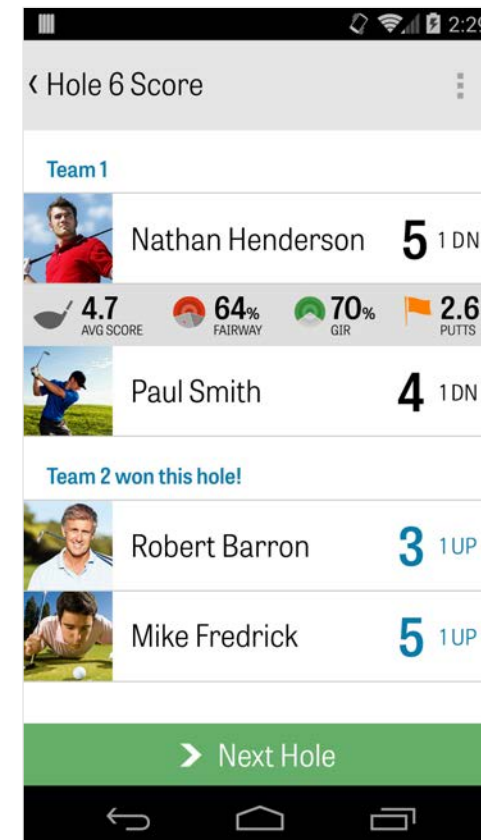 2:29
‹ Hole 6 Score
Team 1
Nathan Henderson 5 1 DN
4.7 AVG SCORE 64% FAIRWAY 70% GIR 2.6 PUTTS
Paul Smith 4 1 DN
Team 2 won this hole!
Robert Barron 3 1 UP
Mike Fredrick 5 1 UP
Next Hole